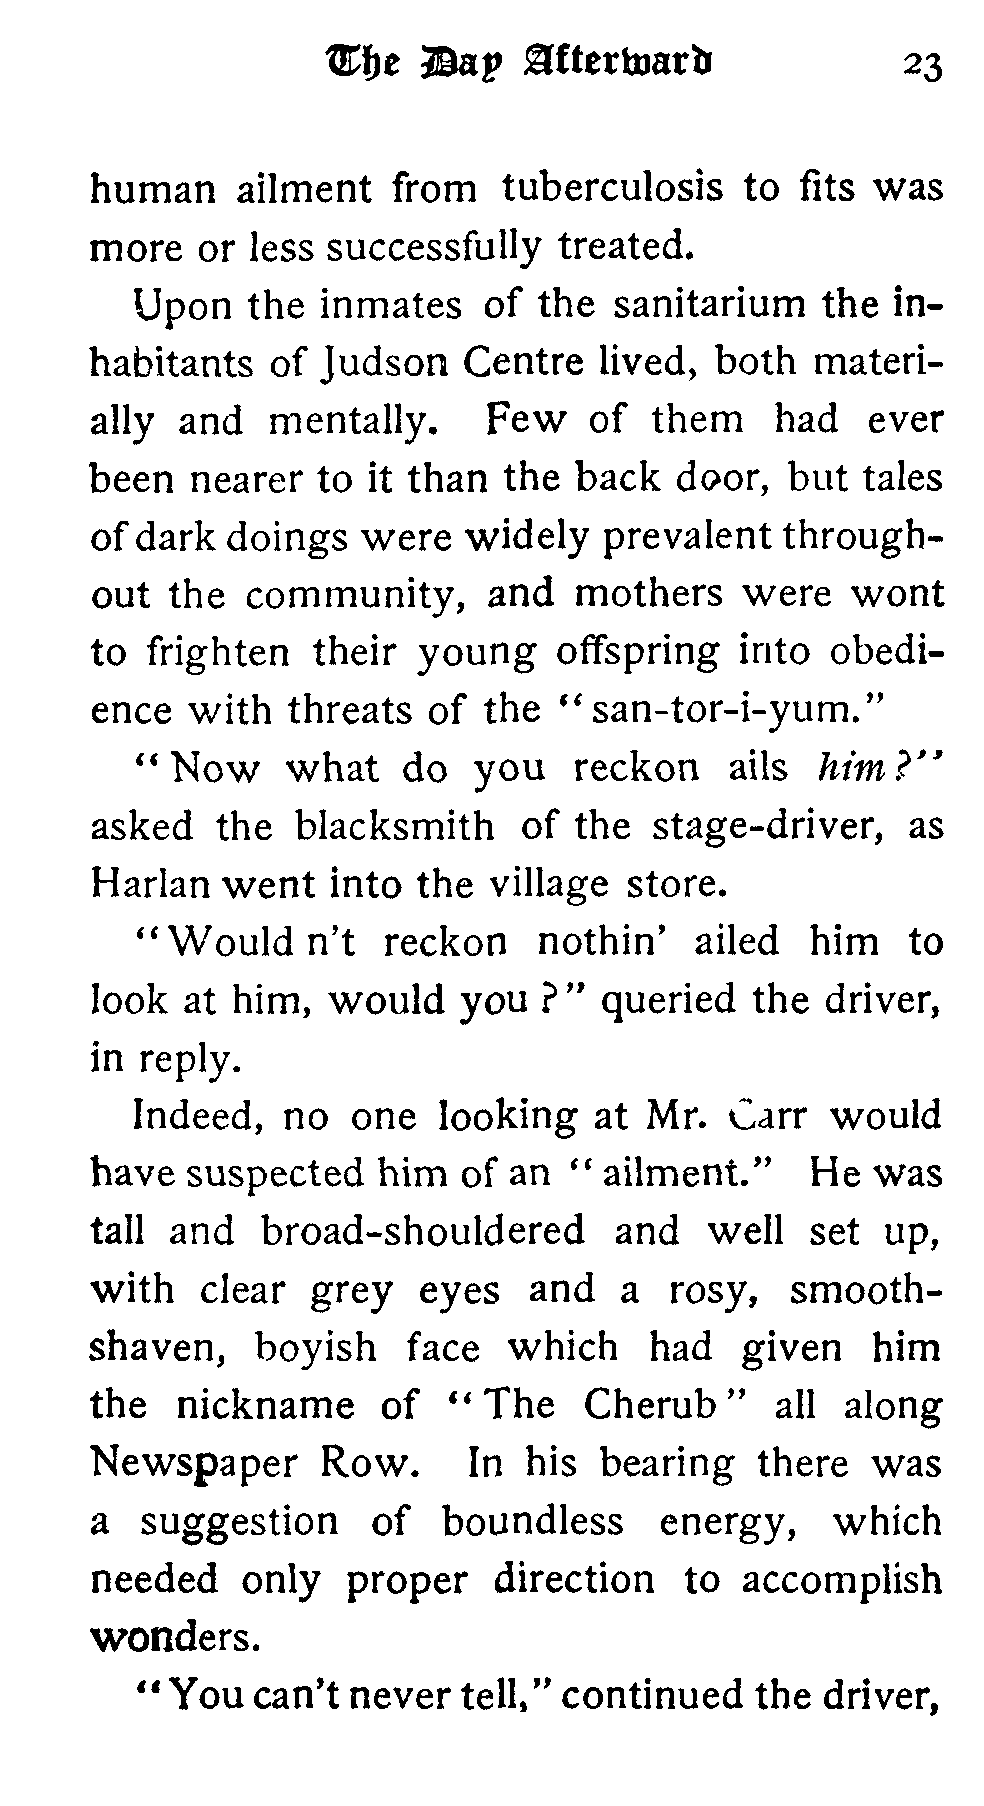 The Day Afterward 23
human ailment from tuberculosis to fits was
more or less successfully treated.
Upon the inmates of the sanitarium the in-
habitants of Judson Centre lived, both materi-
ally and mentally. Few of them had ever
been nearer to it than the back door, but tales
of dark doings were widely prevalent through-
out the community, and mothers were wont
to frighten their young offspring into obedi-
ence with threats of the “san-tor-i-yum.”
“Now what do you reckon ails him?”
asked the blacksmith of the stage-driver, as
Harlan went into the village store.
“Would n't reckon nothin' ailed him to
look at him, would you?” queried the driver,
in reply.
Indeed, no one looking at Mr. Carr would
have suspected him of an “ailment.” He was
tall and broad-shouldered and well set up,
with clear grey eyes and a rosy, smooth-
shaven, boyish face which had given him
the nickname of “The Cherub” all along
Newspaper Row. In his bearing there was
a suggestion of boundless energy, which
needed only proper direction to accomplish
wonders.
“You can't never tell,” continued the driver,